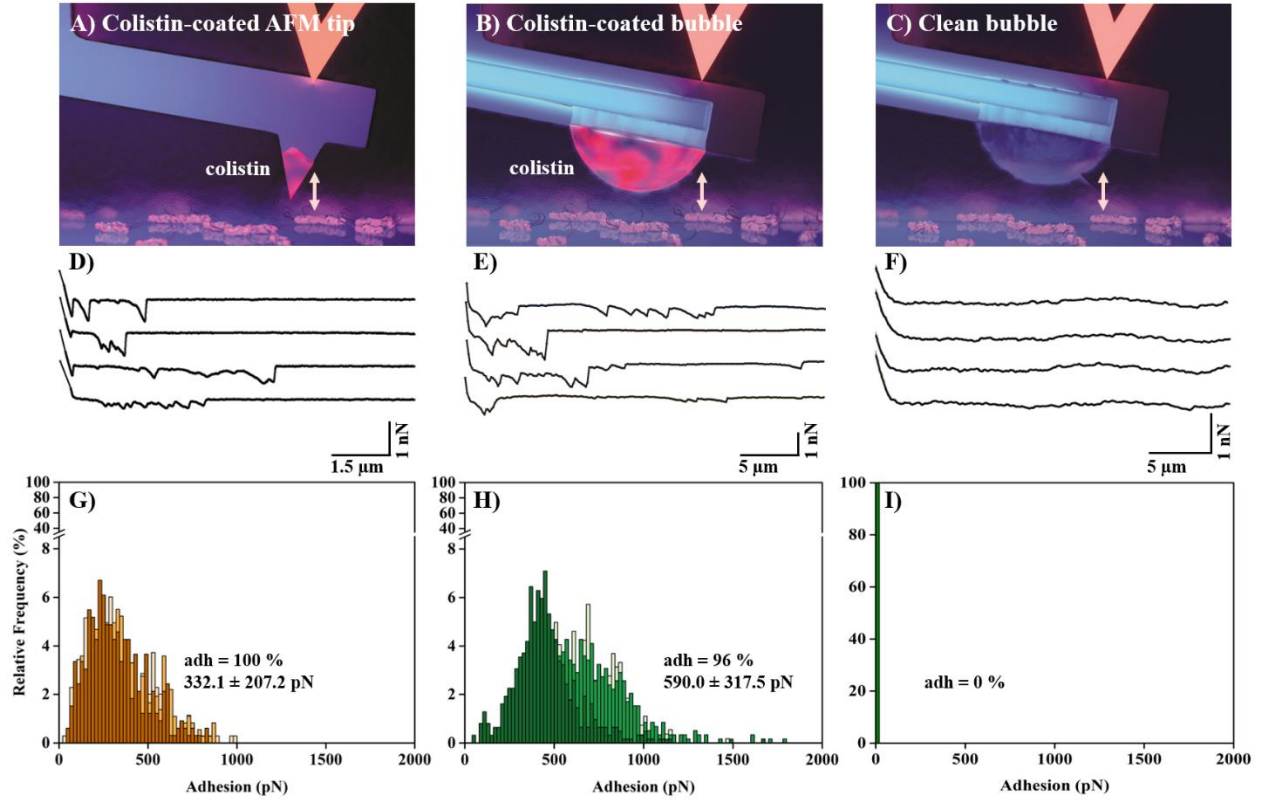 A) Colistin-coated AFM tip
B) Colistin-coated bubble
C) Clean bubble
colistin
colistin
D)
E)
F)
1 nN
1.5 µm
1 nN
5 µm
1 nN
5 µm
G)
H)
I)
Relative Frequency (%)
100
80
60
40
8
6
4
2
0
adh = 100 %
332.1 ± 207.2 pN
0
500
1000
2000
Adhesion (pN)
100
80
60
40
8
6
4
2
0
adh = 96 %
590.0 ± 317.5 pN
0
500
1000
2000
Adhesion (pN)
100
80
60
40
20
0
adh = 0 %
0
500
1000
2000
Adhesion (pN)